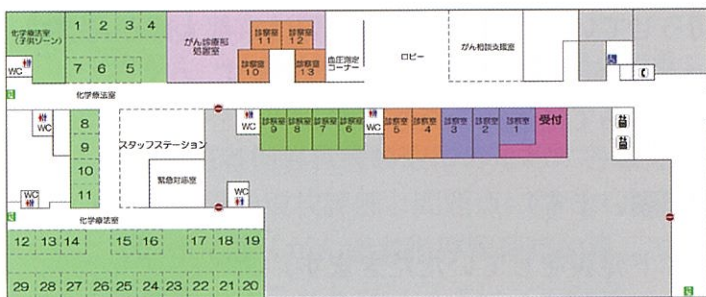 化学療法室
(子供ゾーン)
1 2 3 4
7 6 5
WC
がん診療部
処置室
診察室
11
診察室
12
診察室
10
診察室
13
血圧測定
コーナー
ロビー
がん相談支援室
化学療法室
WC
8
9
10
11
WC
スタッフステーション
緊急対応室
WC
診察室
9
診察室
8
診察室
7
診察室
6
WC
診察室
5
診察室
4
診察室
3
診察室
2
診察室
1
受付
WC
化学療法室
12 13 14 15 16 17 18 19
29 28 27 26 25 24 23 22 21 20